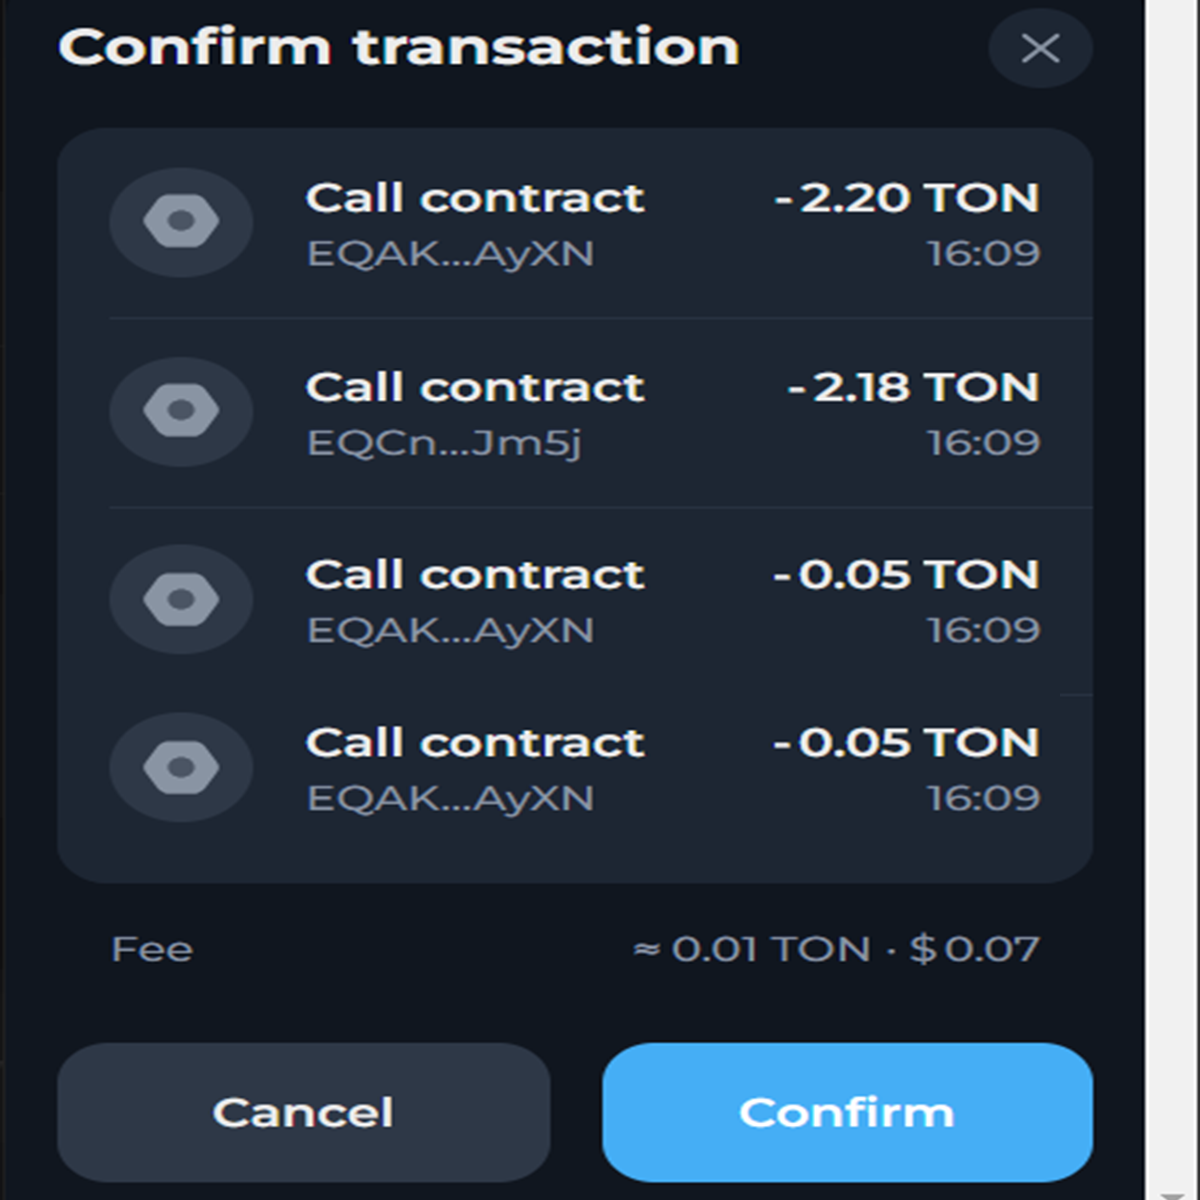 Confirm transaction
Call contract -2.20 TON
EQAK...AyXN 16:09
Call contract -2.18 TON
EQCn...Jm5j 16:09
Call contract -0.05 TON
EQAK...AyXN 16:09
Call contract -0.05 TON
EQAK...AyXN 16:09
Fee ≈ 0.01 TON · $0.07
Cancel Confirm